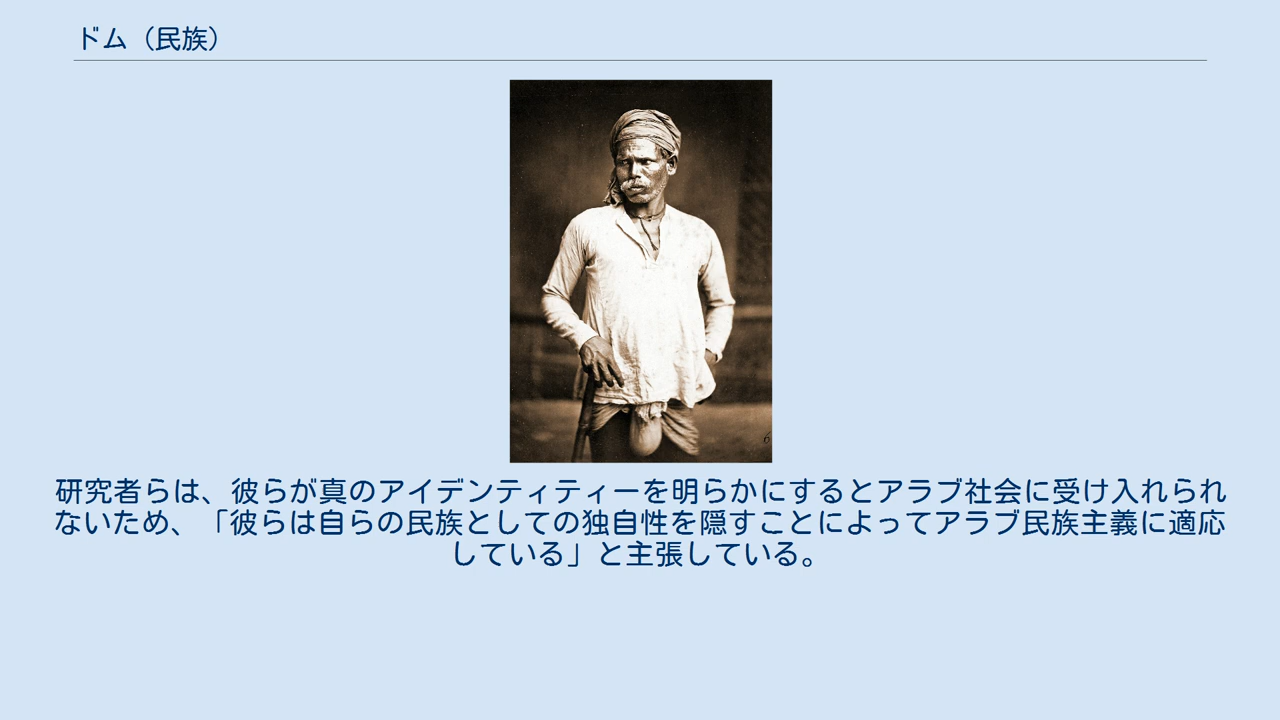 ドム（民族）
研究者らは、彼らが真のアイデンティティーを明らかにするとアラブ社会に受け入れられ
ないため、「彼らは自らの民族としての独自性を隠すことによってアラブ民族主義に適応
している」と主張している。
6